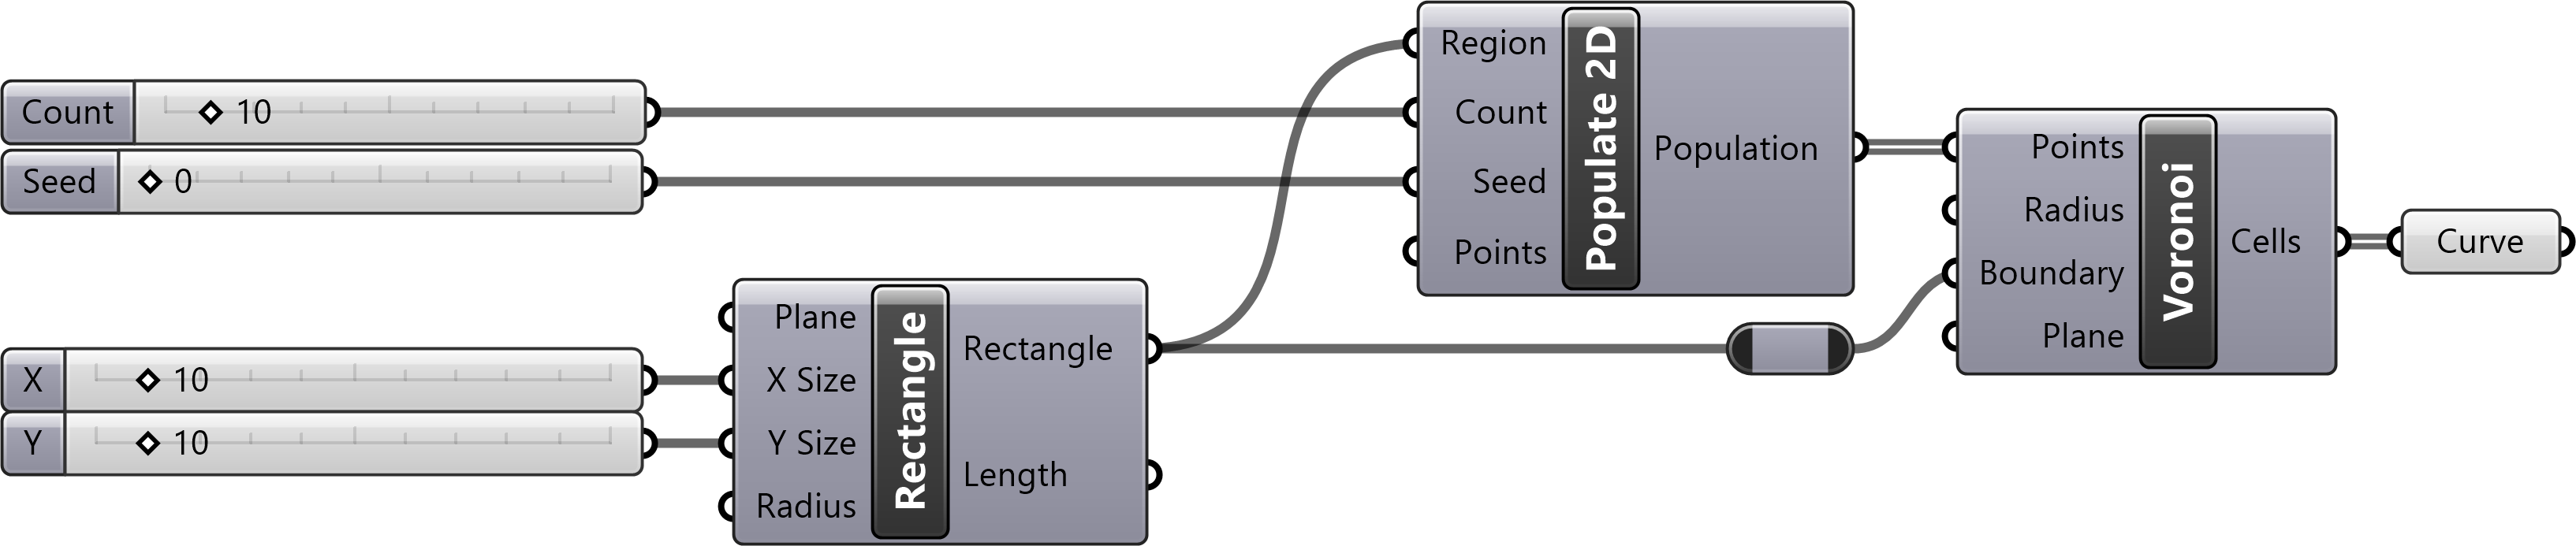 Count 10
Seed 0
X 10
Y 10
Plane
X Size
Y Size
Radius
Rectangle
Rectangle
Length
Region
Count
Seed
Points
Populate 2D
Population
Points
Radius
Boundary
Plane
Voronoi
Cells
Curve